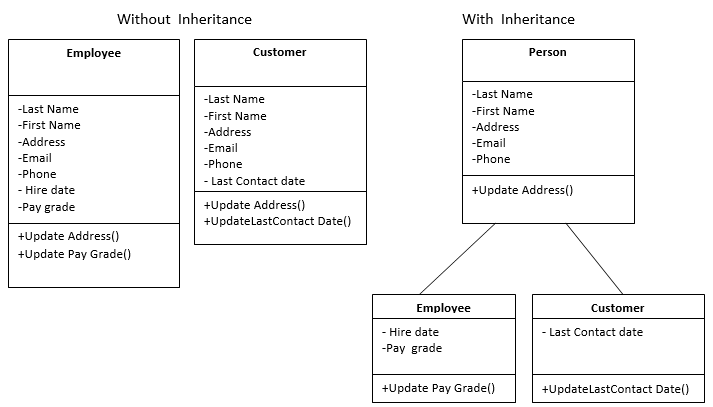 Without Inheritance
Employee
-Last Name
-First Name
-Address
-Email
-Phone
- Hire date
-Pay grade
+Update Address()
+Update Pay Grade()
Customer
-Last Name
-First Name
-Address
-Email
-Phone
- Last Contact date
+Update Address()
+UpdateLastContact Date()
With Inheritance
Person
-Last Name
-First Name
-Address
-Email
-Phone
+Update Address()
Employee
- Hire date
-Pay grade
+Update Pay Grade()
Customer
- Last Contact date
+UpdateLastContact Date()